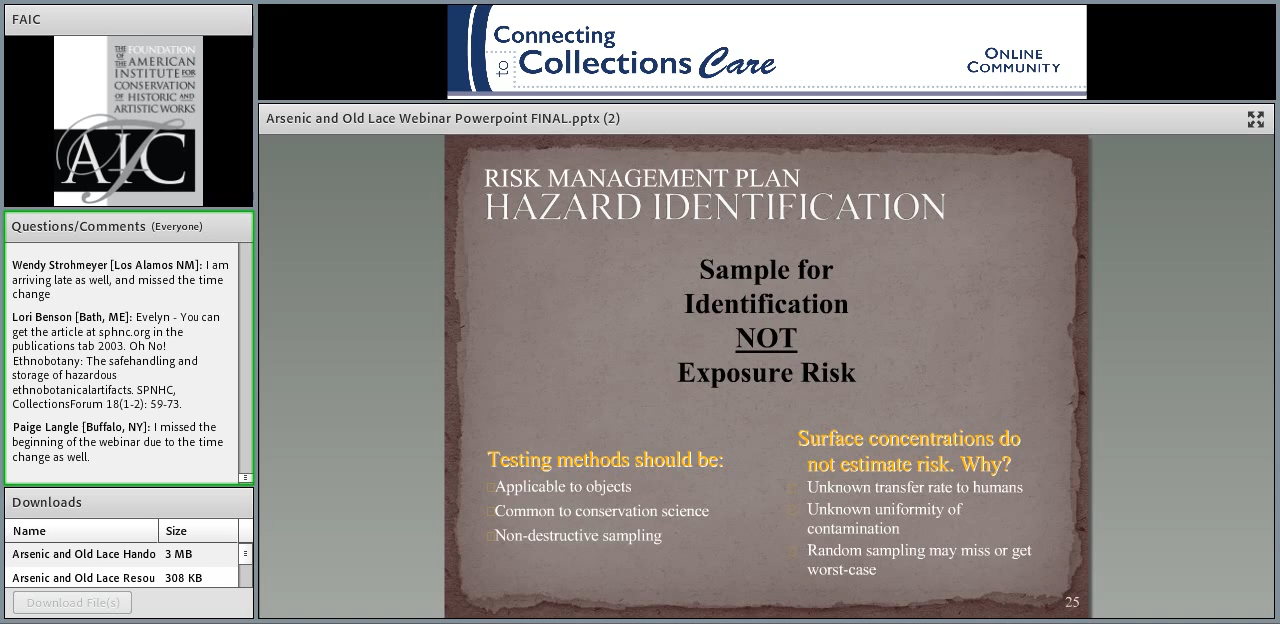 FAIC
THE FOUNDATION
OF THE AMERICAN
INSTITUTE FOR
CONSERVATION
OF HISTORIC AND
ARTISTIC WORKS
FAIC
Questions/Comments (Everyone)
Wendy Strohmeyer [Los Alamos NM]: I am
arriving late as well, and missed the time
change
Lori Benson [Bath, ME]: Evelyn - You can
get the article at sphnc.org in the
publications tab 2003. Oh No!
Ethnobotany: The safehandling and
storage of hazardous
ethnobotanicalartifacts. SPNHC,
CollectionsForum 18(1-2): 59-73.
Paige Langle [Buffalo, NY]: I missed the
beginning of the webinar due to the time
change as well.
Downloads
Name Size
Arsenic and Old Lace Hando 3 MB
Arsenic and Old Lace Resou 308 KB
Download File(s)
Connecting
to Collections Care
ONLINE
COMMUNITY
Arsenic and Old Lace Webinar Powerpoint FINAL.pptx (2)
RISK MANAGEMENT PLAN
HAZARD IDENTIFICATION
Sample for
Identification
NOT
Exposure Risk
Testing methods should be:
Applicable to objects
Common to conservation science
Non-destructive sampling
Surface concentrations do
not estimate risk. Why?
Unknown transfer rate to humans
Unknown uniformity of
contamination
Random sampling may miss or get
worst-case
25